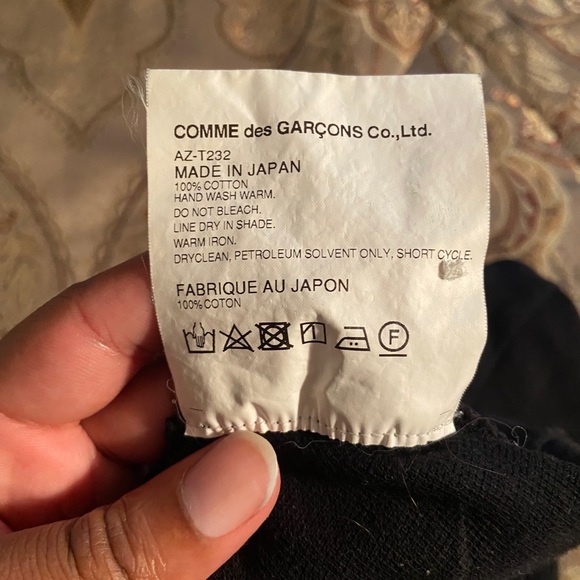 COMME des GARÇONS Co.,Ltd.
AZ-T232
MADE IN JAPAN
100% COTTON
HAND WASH WARM.
DO NOT BLEACH.
LINE DRY IN SHADE.
WARM IRON.
DRYCLEAN, PETROLEUM SOLVENT ONLY, SHORT CYCLE.
FABRIQUE AU JAPON
100% COTON
F